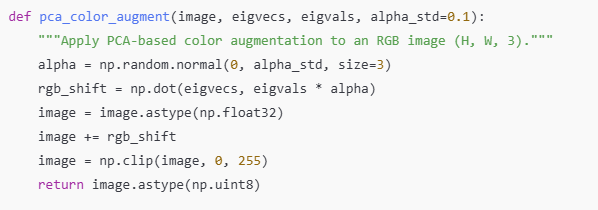 def pca_color_augment(image, eigvecs, eigvals, alpha_std=0.1):
    """Apply PCA-based color augmentation to an RGB image (H, W, 3)."""
    alpha = np.random.normal(0, alpha_std, size=3)
    rgb_shift = np.dot(eigvecs, eigvals * alpha)
    image = image.astype(np.float32)
    image += rgb_shift
    image = np.clip(image, 0, 255)
    return image.astype(np.uint8)